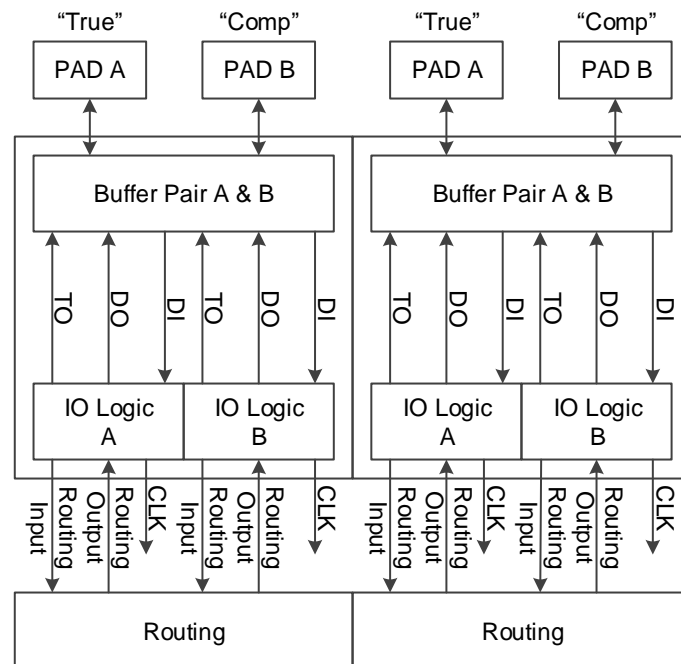 “True” “Comp” “True” “Comp”
PAD A PAD B PAD A PAD B
Buffer Pair A & B Buffer Pair A & B
TO DO DI TO DO DI TO DO DI TO DO DI
IO Logic IO Logic IO Logic IO Logic
A B A B
Routing Routing CLK Routing Routing CLK Routing Routing CLK Routing Routing CLK
Input Output Input Output Input Output Input Output
Routing Routing